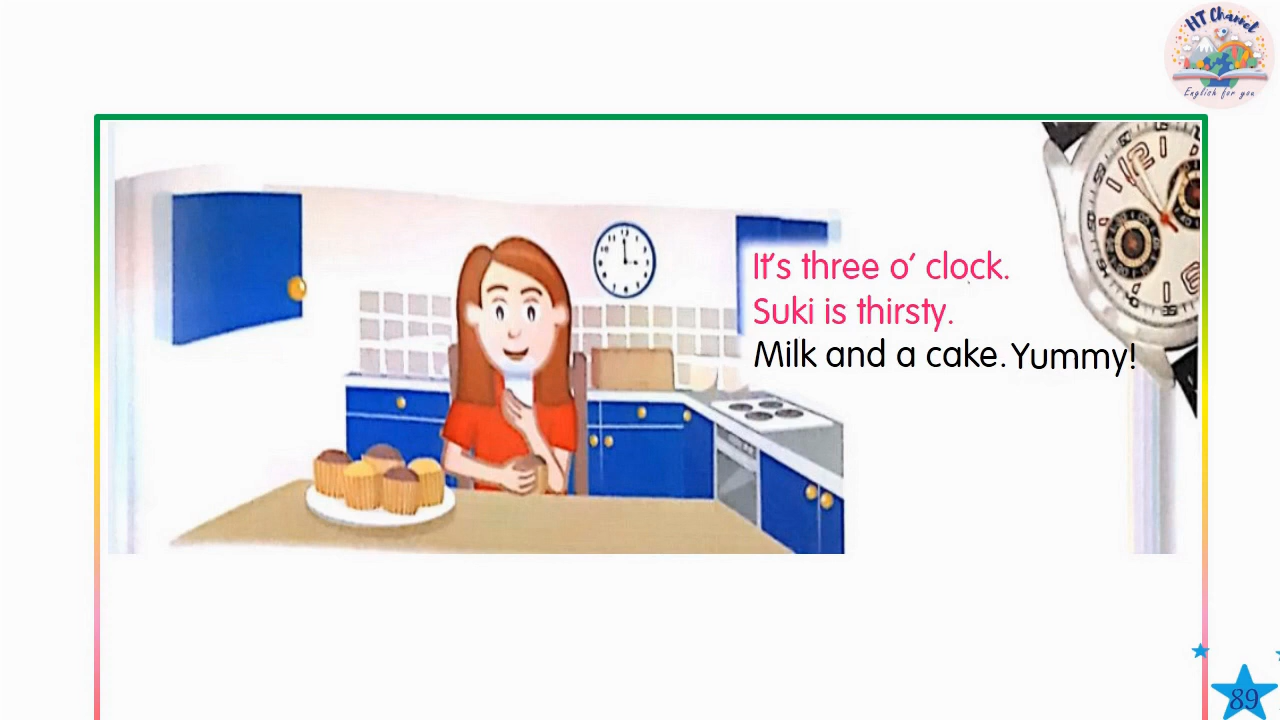 HT Channel
English for you
It's three o' clock.
Suki is thirsty.
Milk and a cake. Yummy!
89